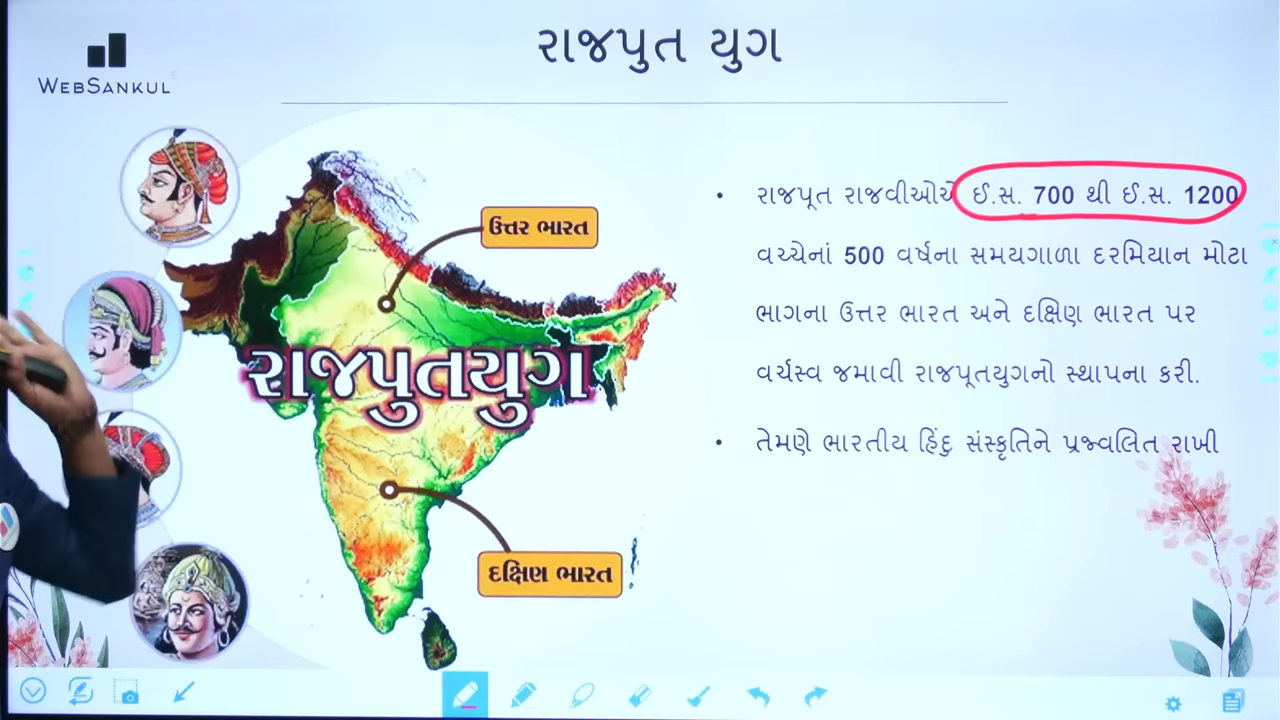 રાજપુત યુગ
WEBSANKUL
ઉત્તર ભારત
રાજપુતયુગ
દક્ષિણ ભારત
• રાજપૂત રાજવીઓએ ઈ.સ. 700 થી ઈ.સ. 1200
વચ્ચેનાં 500 વર્ષના સમયગાળા દરમિયાન મોટા
ભાગના ઉત્તર ભારત અને દક્ષિણ ભારત પર
વર્ચસ્વ જમાવી રાજપૂતયુગનો સ્થાપના કરી.
• તેમણે ભારતીય હિંદુ સંસ્કૃતિને પ્રજ્વલિત રાખી